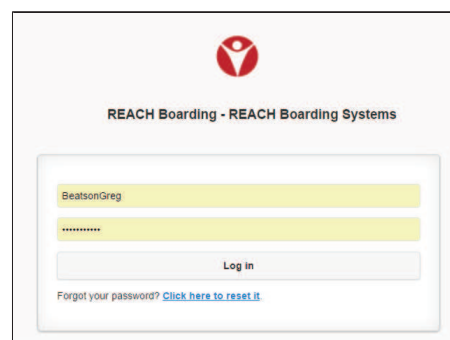 REACH Boarding - REACH Boarding Systems
BeatsonGreg
•••••••••••
Log in
Forgot your password? Click here to reset it.